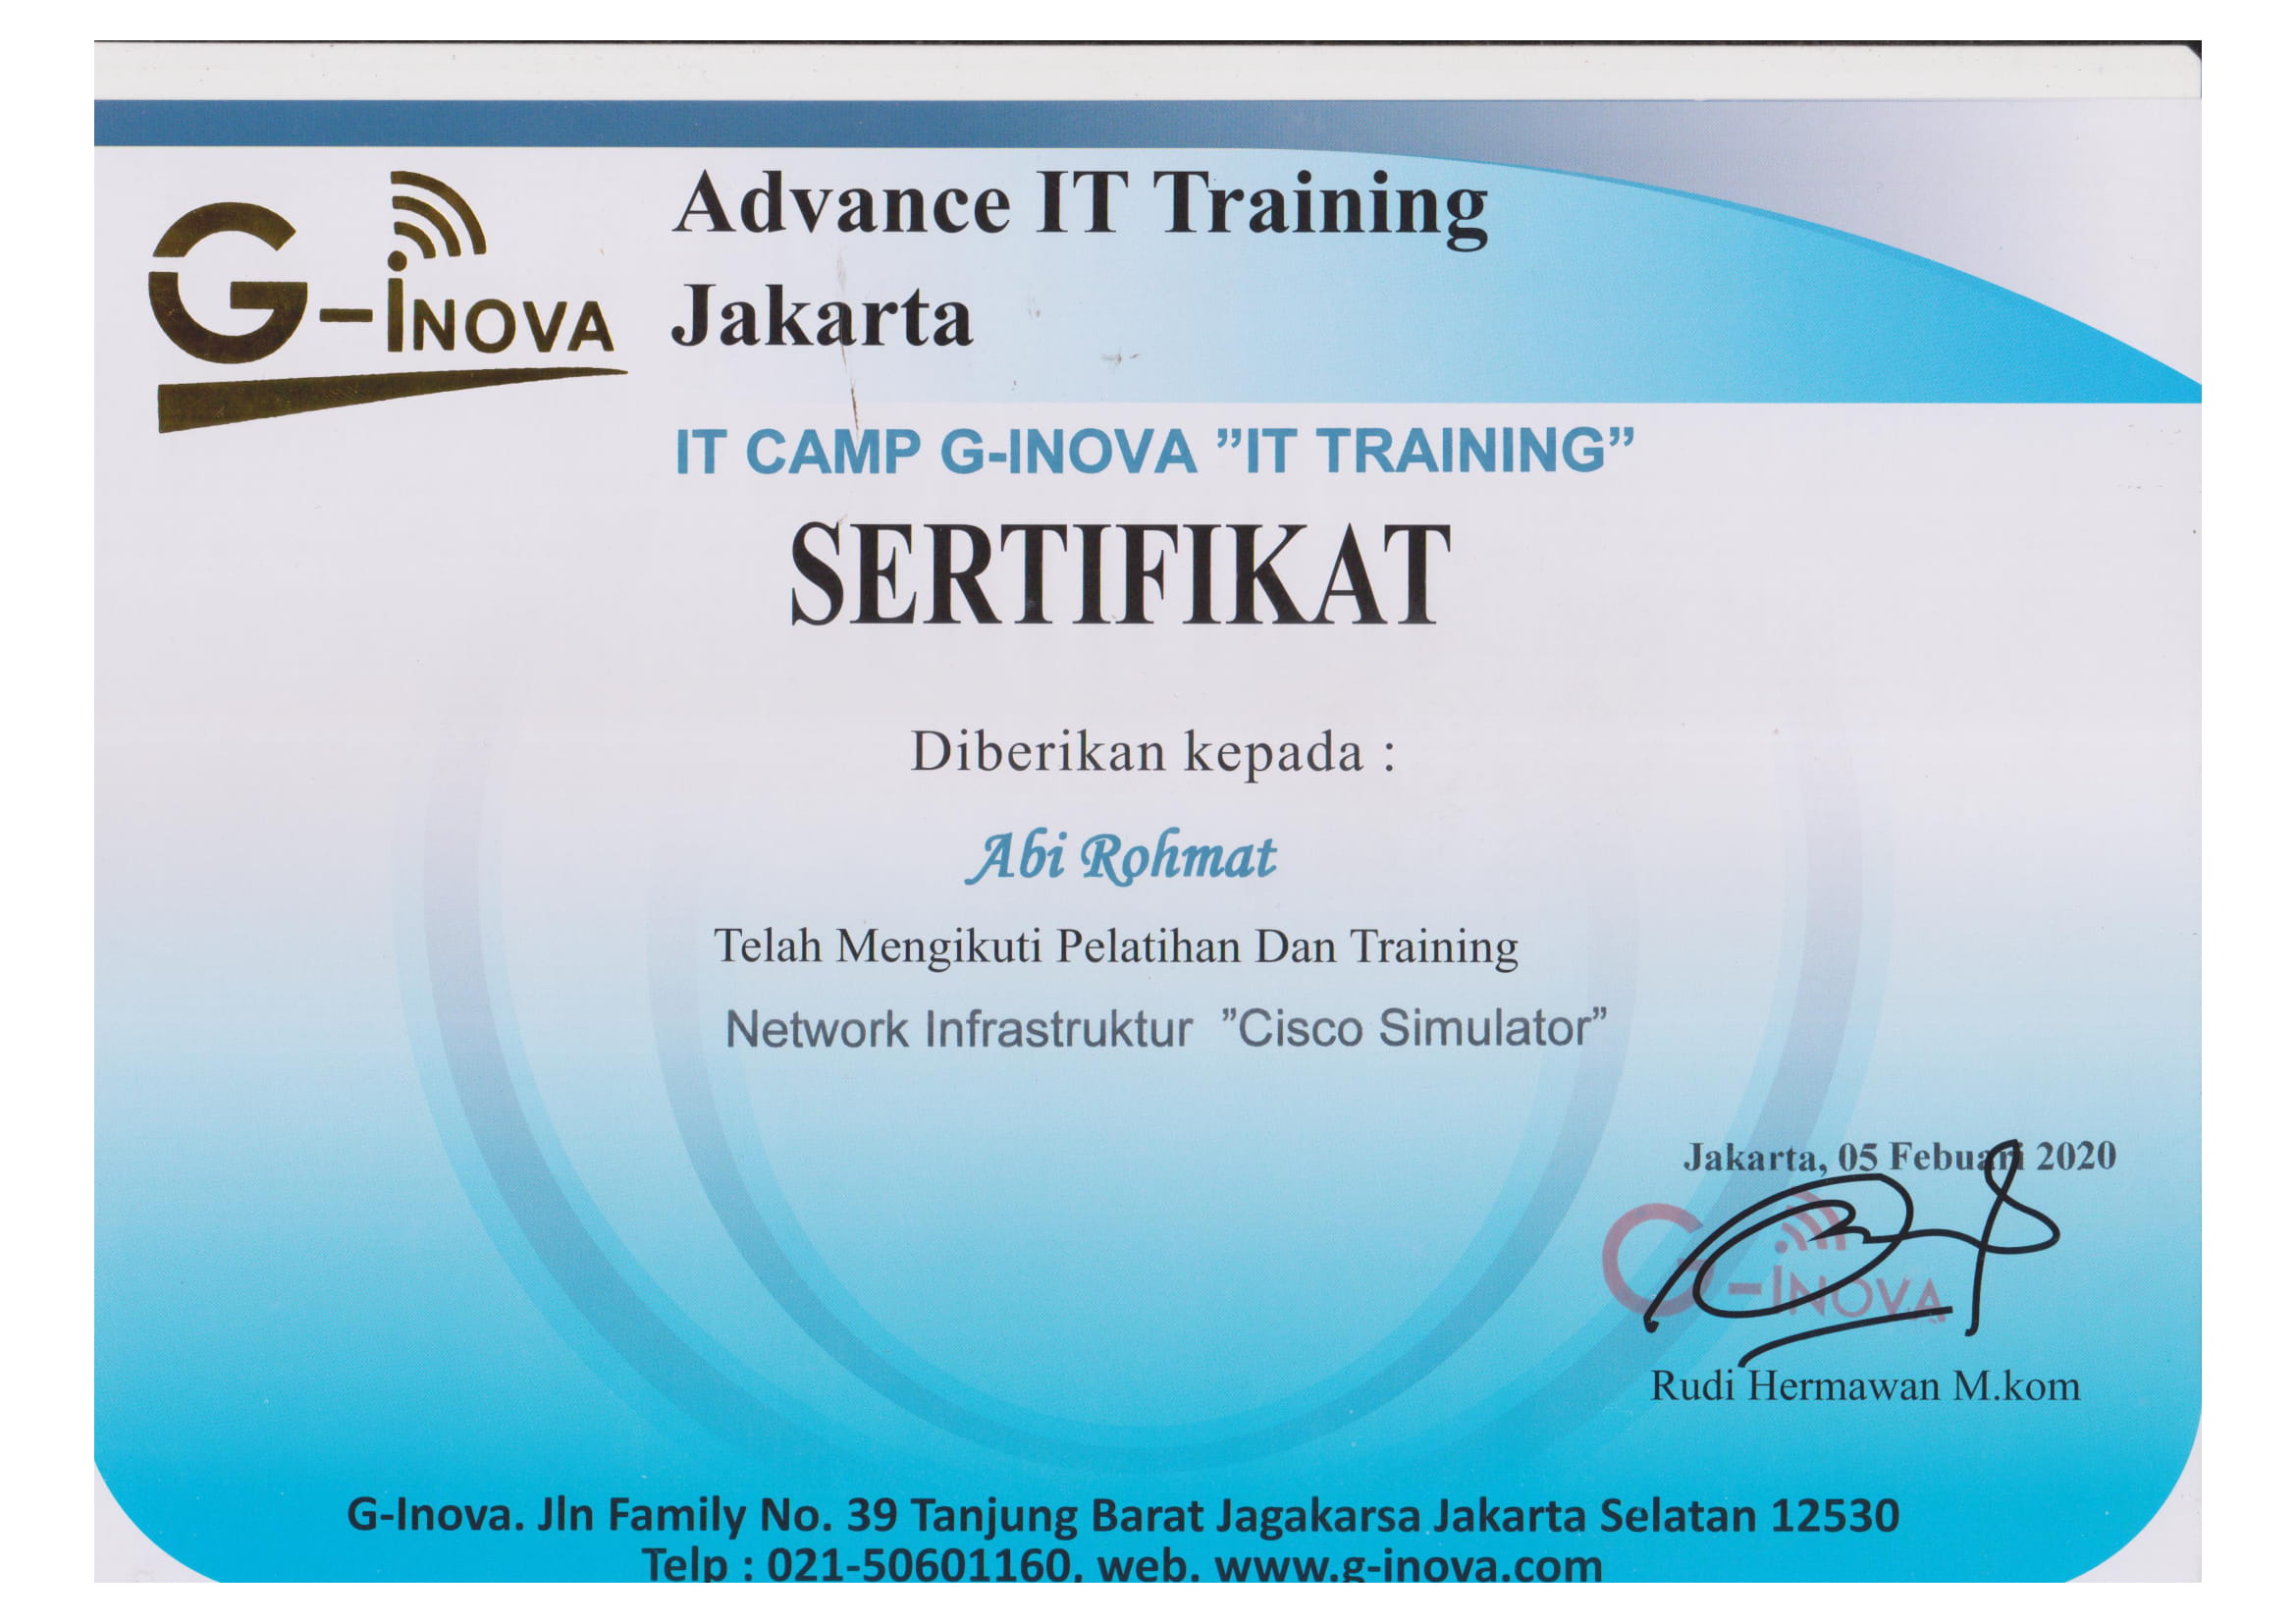 G-INOVA
Advance IT Training
Jakarta
IT CAMP G-INOVA ”IT TRAINING”
SERTIFIKAT
Diberikan kepada :
Abi Rohmat
Telah Mengikuti Pelatihan Dan Training
Network Infrastruktur ”Cisco Simulator”
Jakarta, 05 Febuari 2020
G-INOVA
Rudi Hermawan M.kom
G-Inova. Jln Family No. 39 Tanjung Barat Jagakarsa Jakarta Selatan 12530
Telp : 021-50601160. web. www.g-inova.com